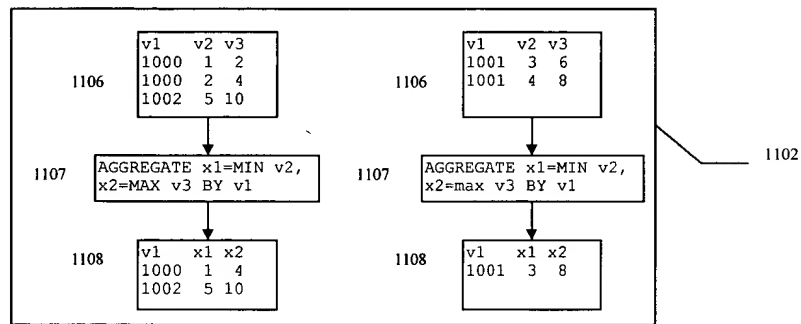 v1 v2 v3
1000 1 2
1000 2 4
1002 5 10
1106
v1 v2 v3
1001 3 6
1001 4 8
1106
1102
1107
AGGREGATE x1=MIN v2,
x2=MAX v3 BY v1
1107
AGGREGATE x1=MIN v2,
x2=max v3 BY v1
1108
v1 x1 x2
1000 1 4
1002 5 10
1108
v1 x1 x2
1001 3 8